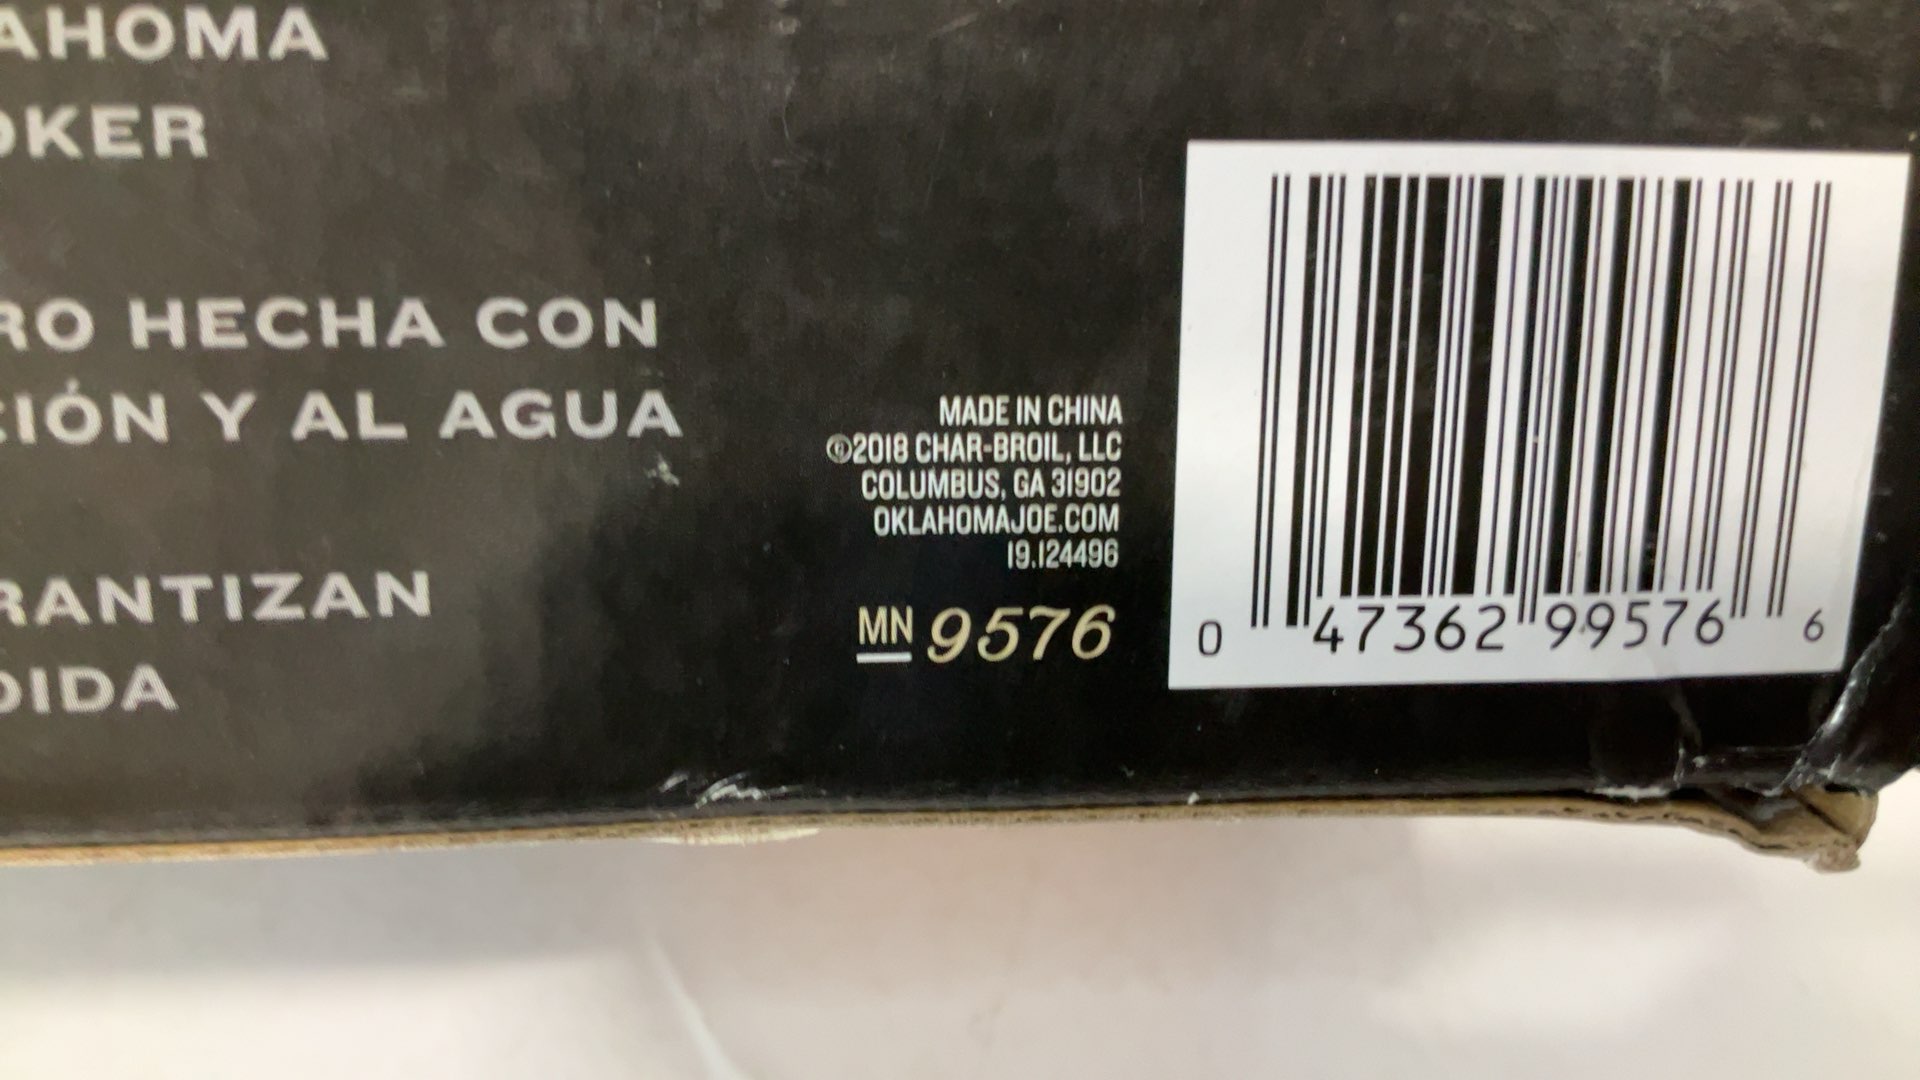 AHOMA
OKER
RO HECHA CON
CIÓN Y AL AGUA
RANTIZAN
DIDA
MADE IN CHINA
©2018 CHAR-BROIL, LLC
COLUMBUS, GA 31902
OKLAHOMAJOE.COM
19.124496
MN 9576
0 47362 99576 6